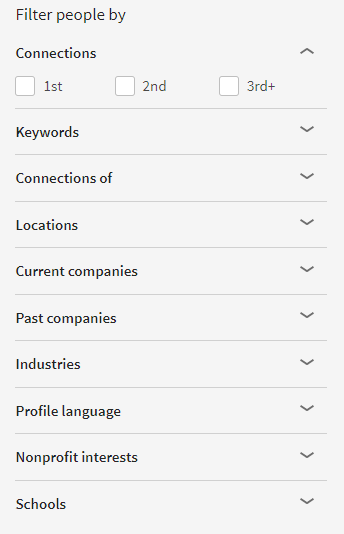 Filter people by
Connections
1st 2nd 3rd+
Keywords
Connections of
Locations
Current companies
Past companies
Industries
Profile language
Nonprofit interests
Schools